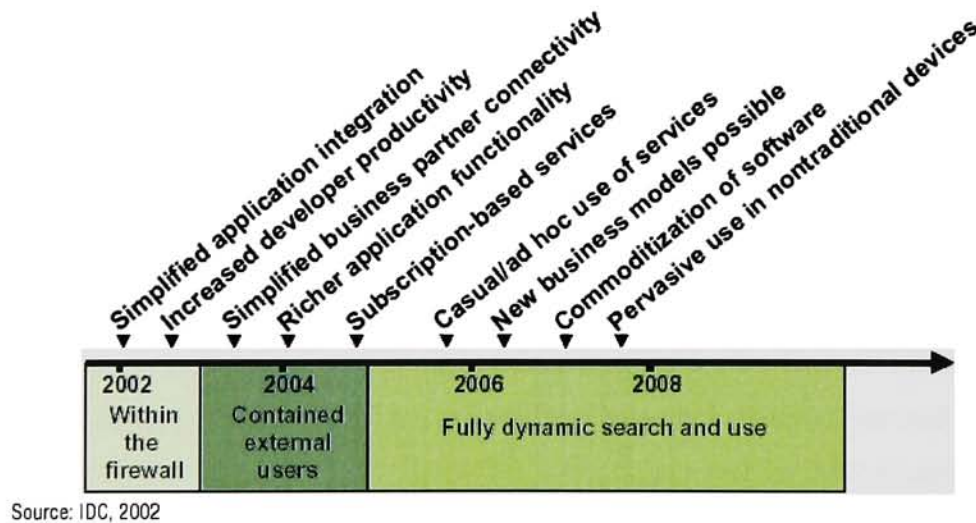 Simplified application integration
Increased developer productivity
Simplified business partner connectivity
Richer application functionality
Subscription-based services
Casual/ad hoc use of services
New business models possible
Commoditization of software
Pervasive use in nontraditional devices
2002
2004
2006
2008
Within
the
firewall
Contained
external
users
Fully dynamic search and use
Source: IDC, 2002